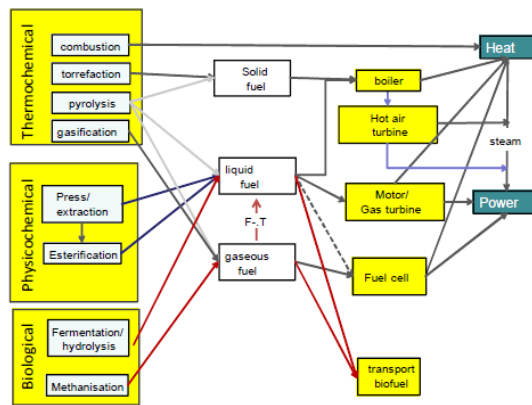 Thermochemical
combustion
torrefaction
pyrolysis
gasification
Physicochemical
Press/
extraction
Esterification
Biological
Fermentation/
hydrolysis
Methanisation
Solid
fuel
liquid
fuel
F-.T
gaseous
fuel
boiler
Hot air
turbine
Motor/
Gas turbine
Fuel cell
transport
biofuel
Heat
steam
Power